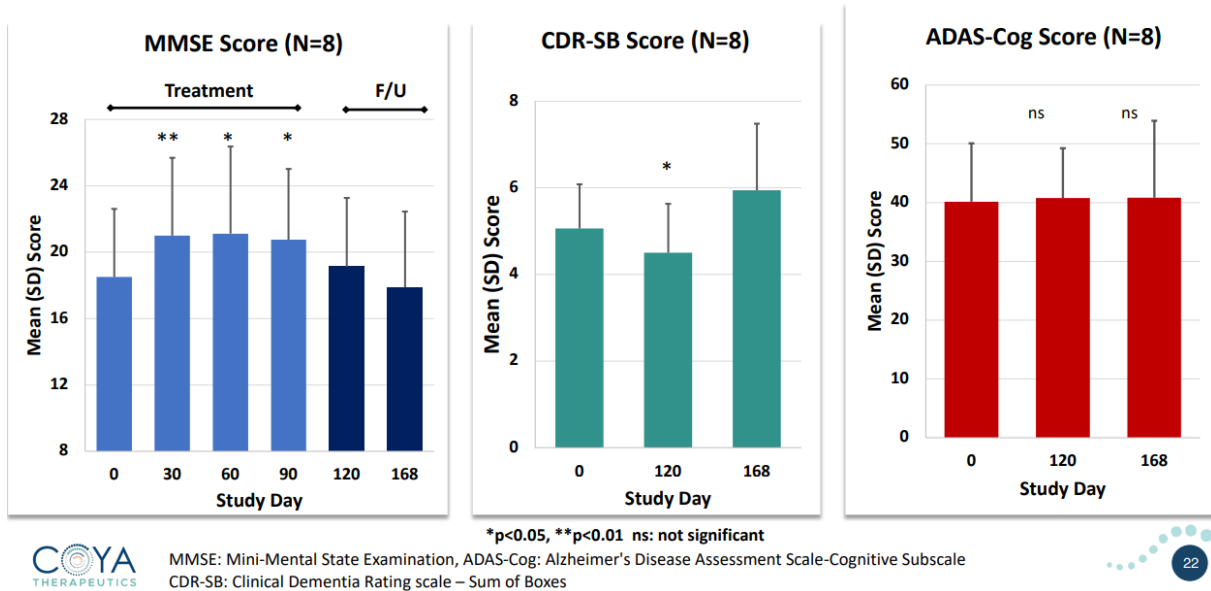 MMSE Score (N=8)
Treatment
F/U
**
*
*
28
24
20
16
12
8
Mean (SD) Score
0 30 60 90 120 168
Study Day
CDR-SB Score (N=8)
*
8
6
4
2
0
Mean (SD) Score
0 120 168
Study Day
ADAS-Cog Score (N=8)
ns
ns
60
50
40
30
20
10
0
Mean (SD) Score
0 120 168
Study Day
*p<0.05, **p<0.01 ns: not significant
COYA
THERAPEUTICS
MMSE: Mini-Mental State Examination, ADAS-Cog: Alzheimer's Disease Assessment Scale-Cognitive Subscale
CDR-SB: Clinical Dementia Rating scale – Sum of Boxes
22